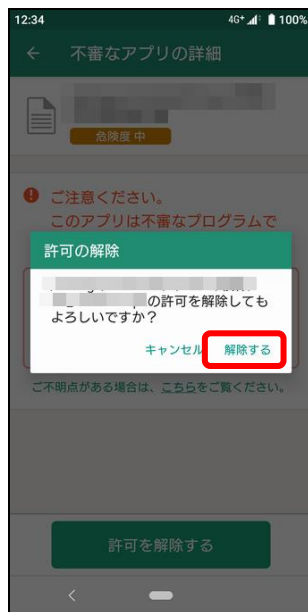 12:34
4G+ 100%
不審なアプリの詳細
危険度 中
ご注意ください。
このアプリは不審なプログラムで
許可の解除
の許可を解除しても
よろしいですか？
キャンセル 解除する
ご不明点がある場合は、こちらをご覧ください。
許可を解除する